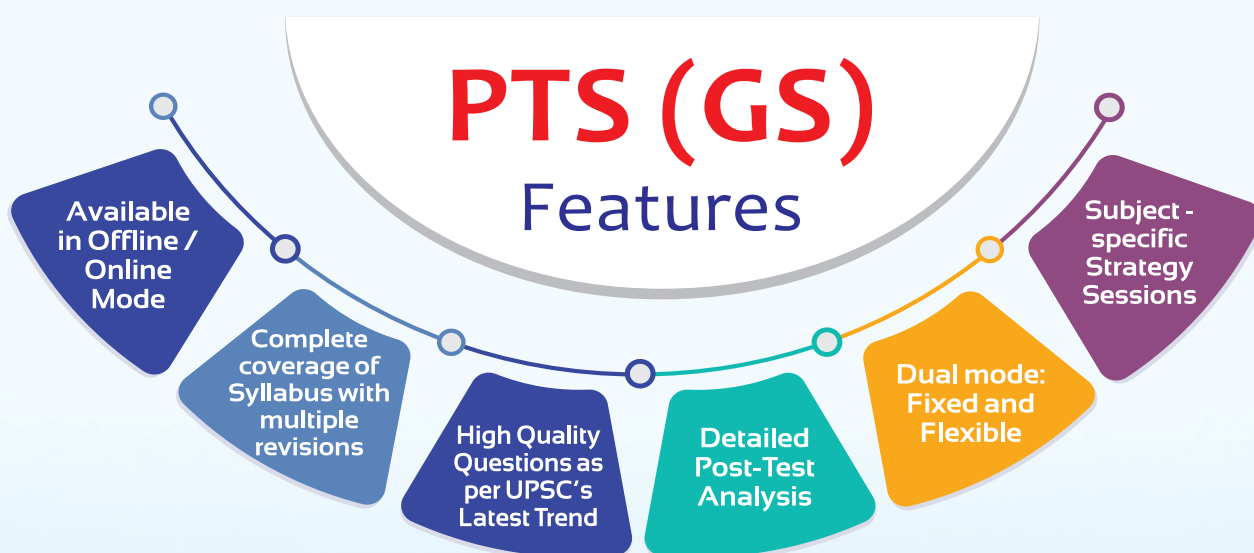 PTS (GS)
Features
Available
in Offline /
Online
Mode
Complete
coverage of
Syllabus with
multiple
revisions
High Quality
Questions as
per UPSC's
Latest Trend
Detailed
Post-Test
Analysis
Dual mode:
Fixed and
Flexible
Subject -
specific
Strategy
Sessions